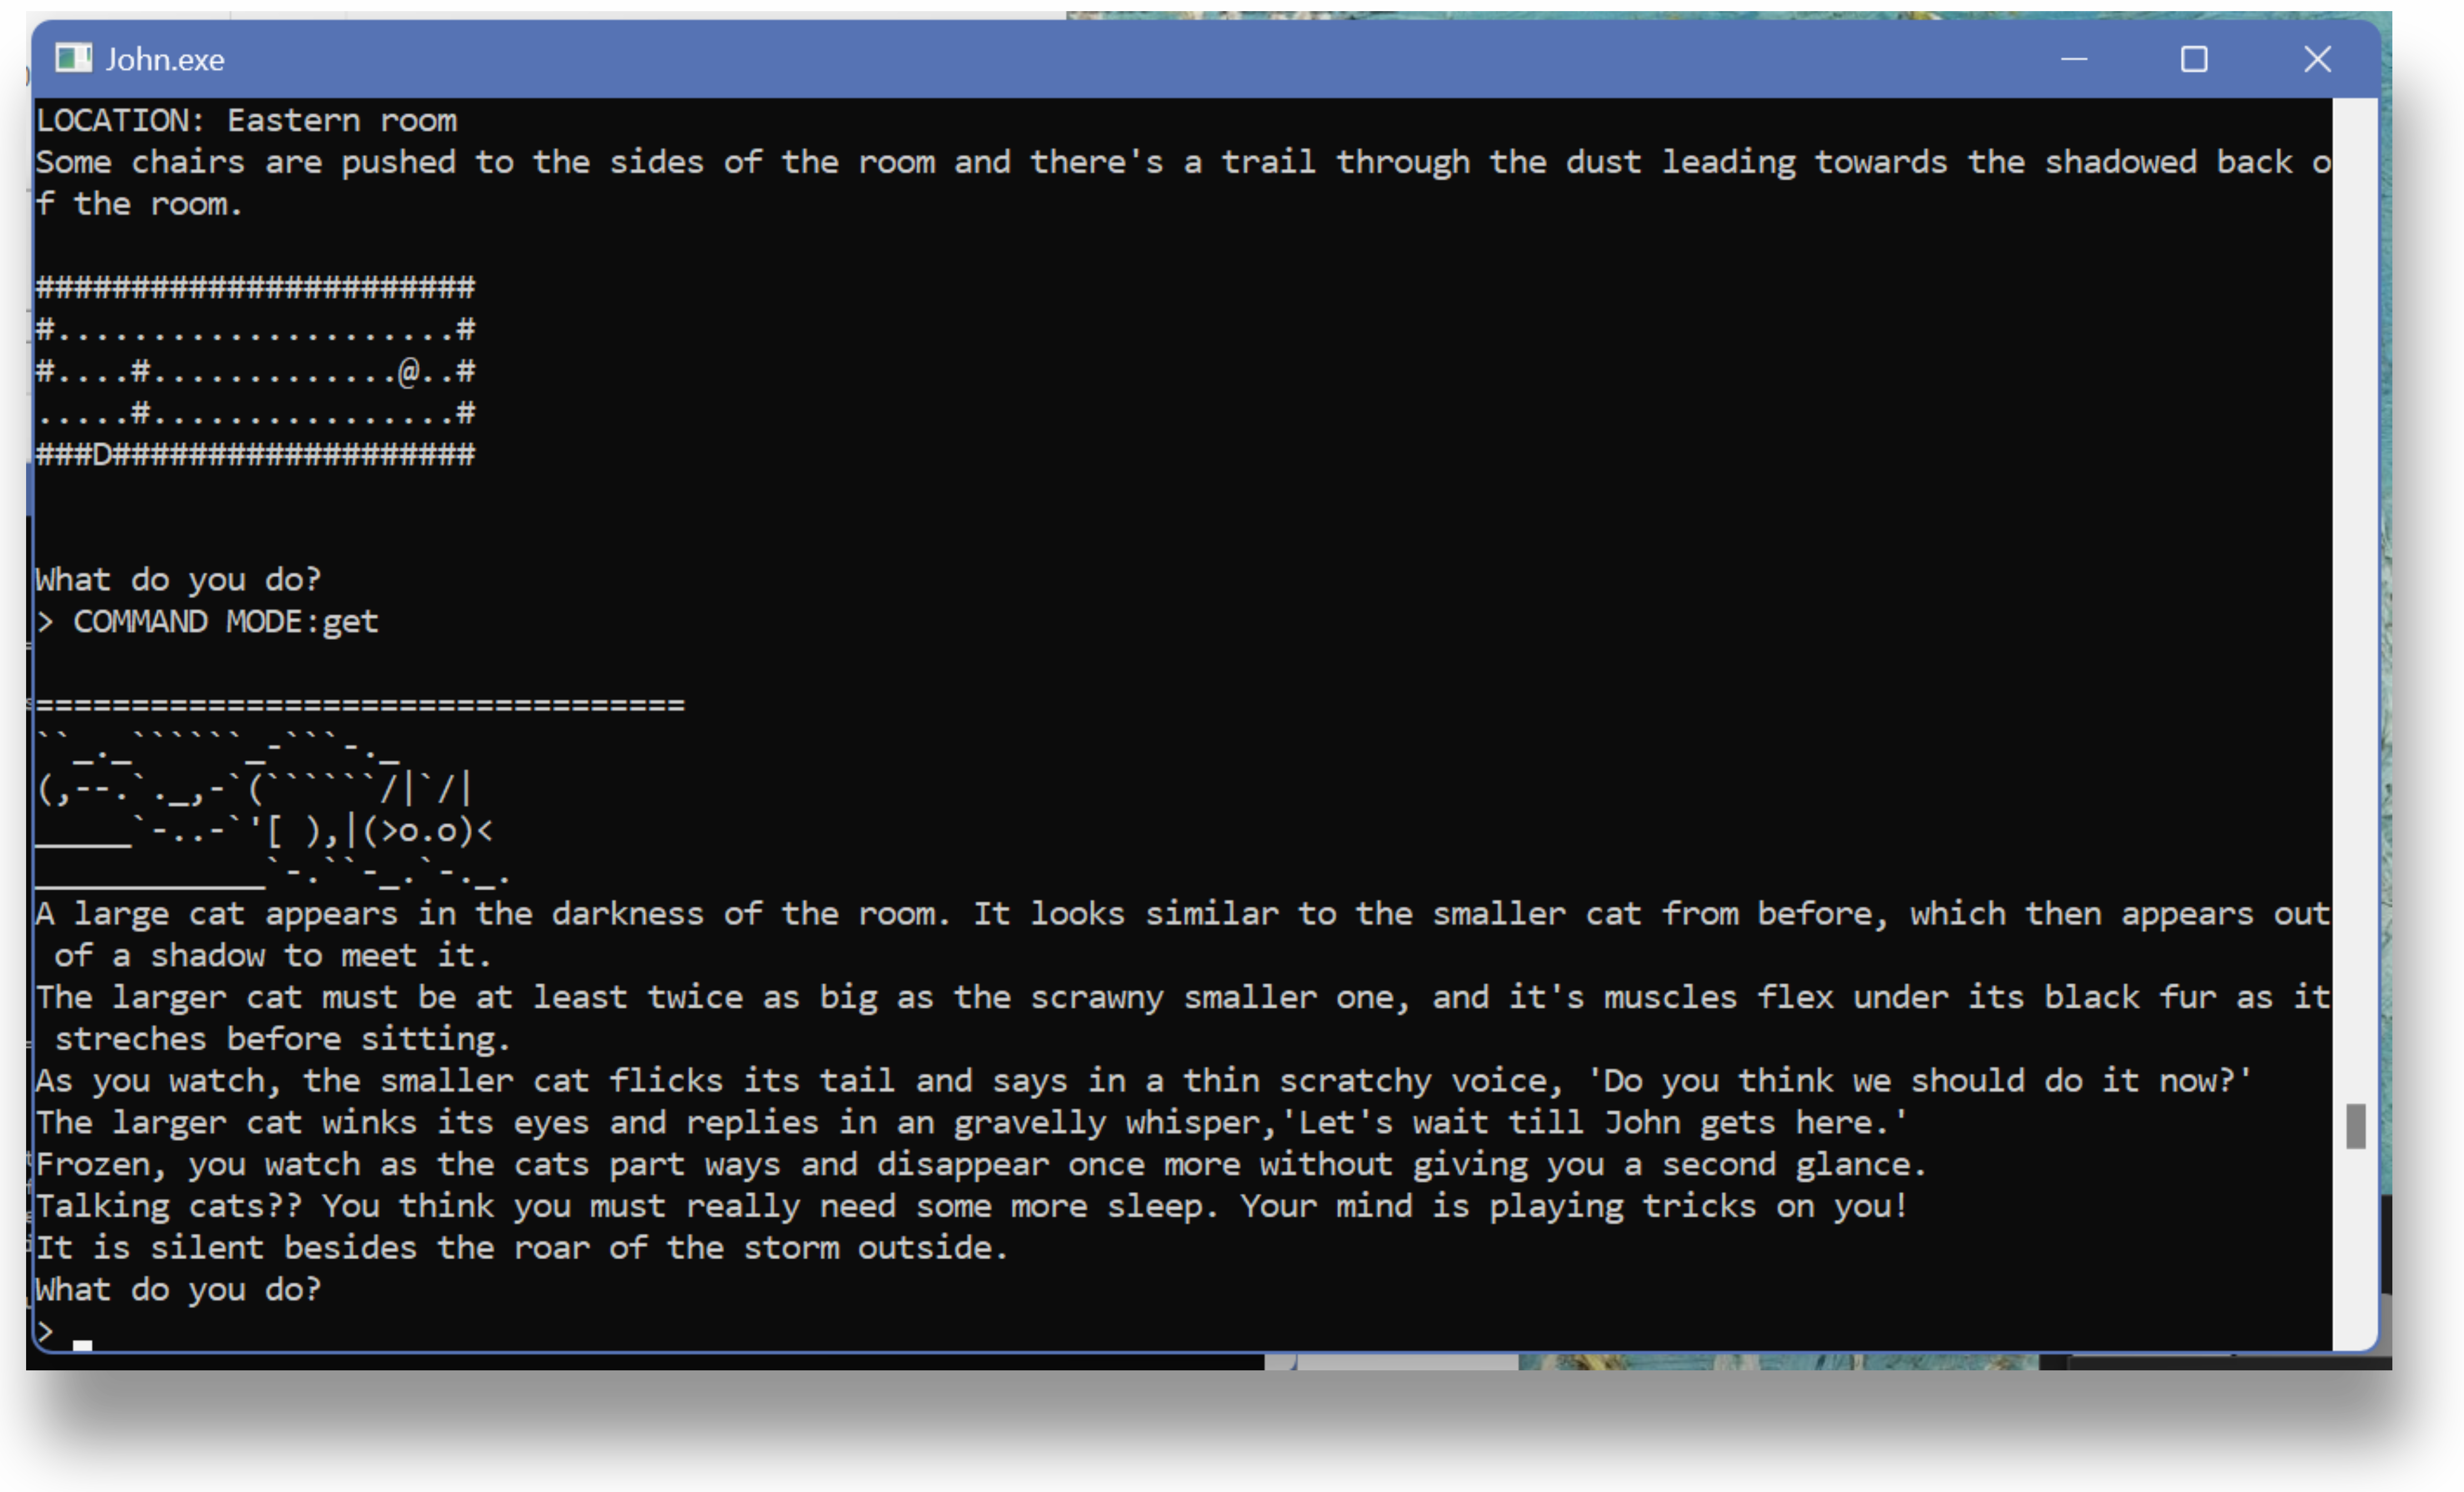 John.exe
LOCATION: Eastern room
Some chairs are pushed to the sides of the room and there's a trail through the dust leading towards the shadowed back o
f the room.
#######################
#.....................#
#....#.............@..#
.....#................#
###D###################
What do you do?
> COMMAND MODE:get
==================================
``_._``````_-```-._
(,--.`._,-`(``````/|`/|
_____`-..-`'[ ),|(>o.o)<
____________`-.``-_.`-._.
A large cat appears in the darkness of the room. It looks similar to the smaller cat from before, which then appears out
 of a shadow to meet it.
The larger cat must be at least twice as big as the scrawny smaller one, and it's muscles flex under its black fur as it
 streches before sitting.
As you watch, the smaller cat flicks its tail and says in a thin scratchy voice, 'Do you think we should do it now?'
The larger cat winks its eyes and replies in an gravelly whisper,'Let's wait till John gets here.'
Frozen, you watch as the cats part ways and disappear once more without giving you a second glance.
Talking cats?? You think you must really need some more sleep. Your mind is playing tricks on you!
It is silent besides the roar of the storm outside.
What do you do?
> _